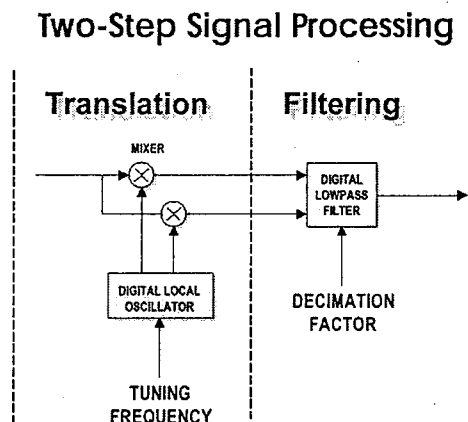 Two-Step Signal Processing
Translation
Filtering
MIXER
DIGITAL
LOWPASS
FILTER
DIGITAL LOCAL
OSCILLATOR
DECIMATION
FACTOR
TUNING
FREQUENCY